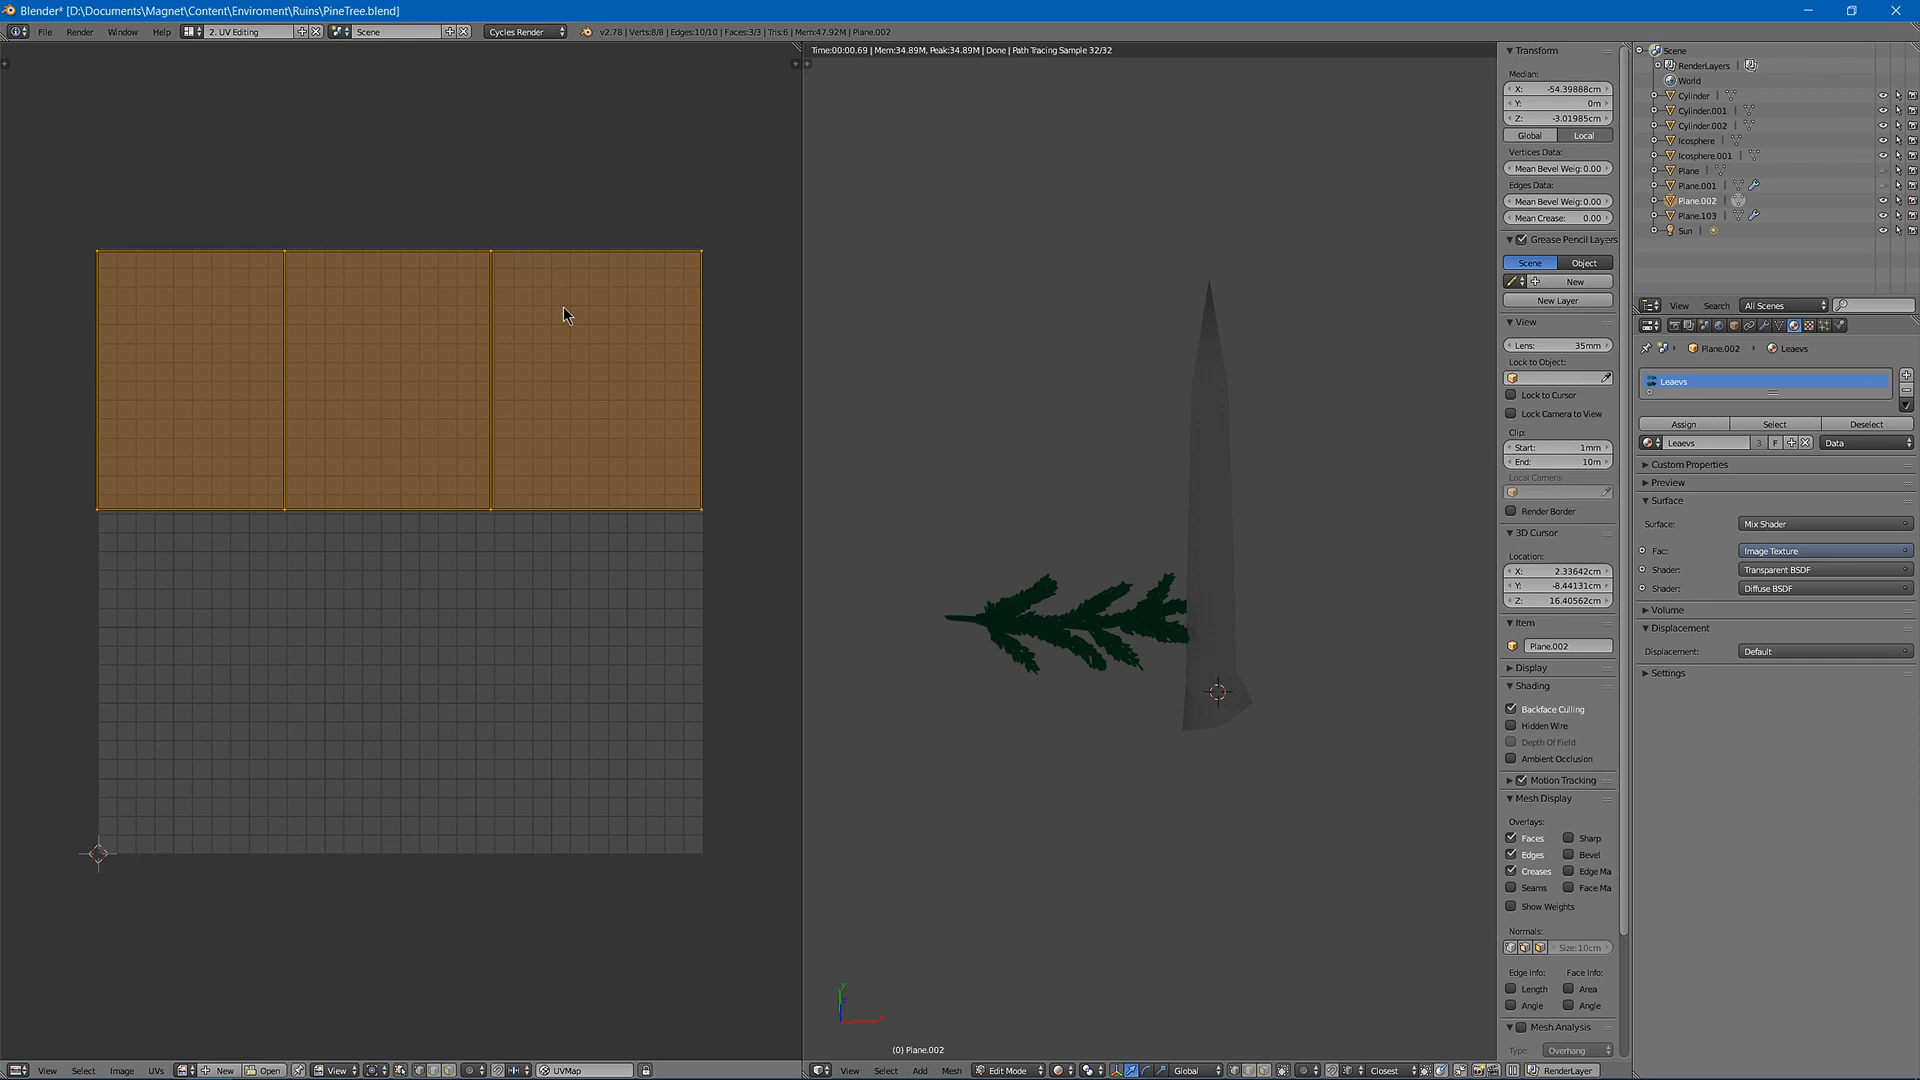 Blender* [D:\Documents\Magnet\Content\Enviroment\Ruins\PineTree.blend]
File Render Window Help 2. UV Editing Scene Cycles Render v2.78 | Verts:8/8 | Edges:10/10 | Faces:3/3 | Tris:6 | Mem:47.92M | Plane.002
Time:00:00.69 | Mem:34.89M, Peak:34.89M | Done | Path Tracing Sample 32/32
Transform
Median:
X: -54.39888cm
Y: 0m
Z: -3.01985cm
Global Local
Vertices Data:
Mean Bevel Weig:0.00
Edges Data:
Mean Bevel Weig:0.00
Mean Crease: 0.00
Grease Pencil Layers
Scene Object
New
New Layer
View
Lens: 35mm
Lock to Object:
Lock to Cursor
Lock Camera to View
Clip:
Start: 1mm
End: 10m
Local Camera:
Render Border
3D Cursor
Location:
X: 2.33642cm
Y: -8.44131cm
Z: 16.40562cm
Item
Plane.002
Display
Shading
Backface Culling
Hidden Wire
Depth Of Field
Ambient Occlusion
Motion Tracking
Mesh Display
Overlays:
Faces Sharp
Edges Bevel
Creases Edge Ma
Seams Face Ma
Show Weights
Normals:
Size: 10cm
Edge Info: Face Info:
Length Area
Angle Angle
Mesh Analysis
Type: Overhang
Scene
RenderLayers
World
Cylinder
Cylinder.001
Cylinder.002
Icosphere
Icosphere.001
Plane
Plane.001
Plane.002
Plane.103
Sun
View Search All Scenes
Plane.002 Leaevs
Leaevs
Assign Select Deselect
Leaevs 3 F Data
Custom Properties
Preview
Surface
Surface: Mix Shader
Fac: Image Texture
Shader: Transparent BSDF
Shader: Diffuse BSDF
Volume
Displacement
Displacement: Default
Settings
(0) Plane.002
View Select Image UVs New Open View UVMap
View Select Add Mesh Edit Mode Global Closest RenderLayer